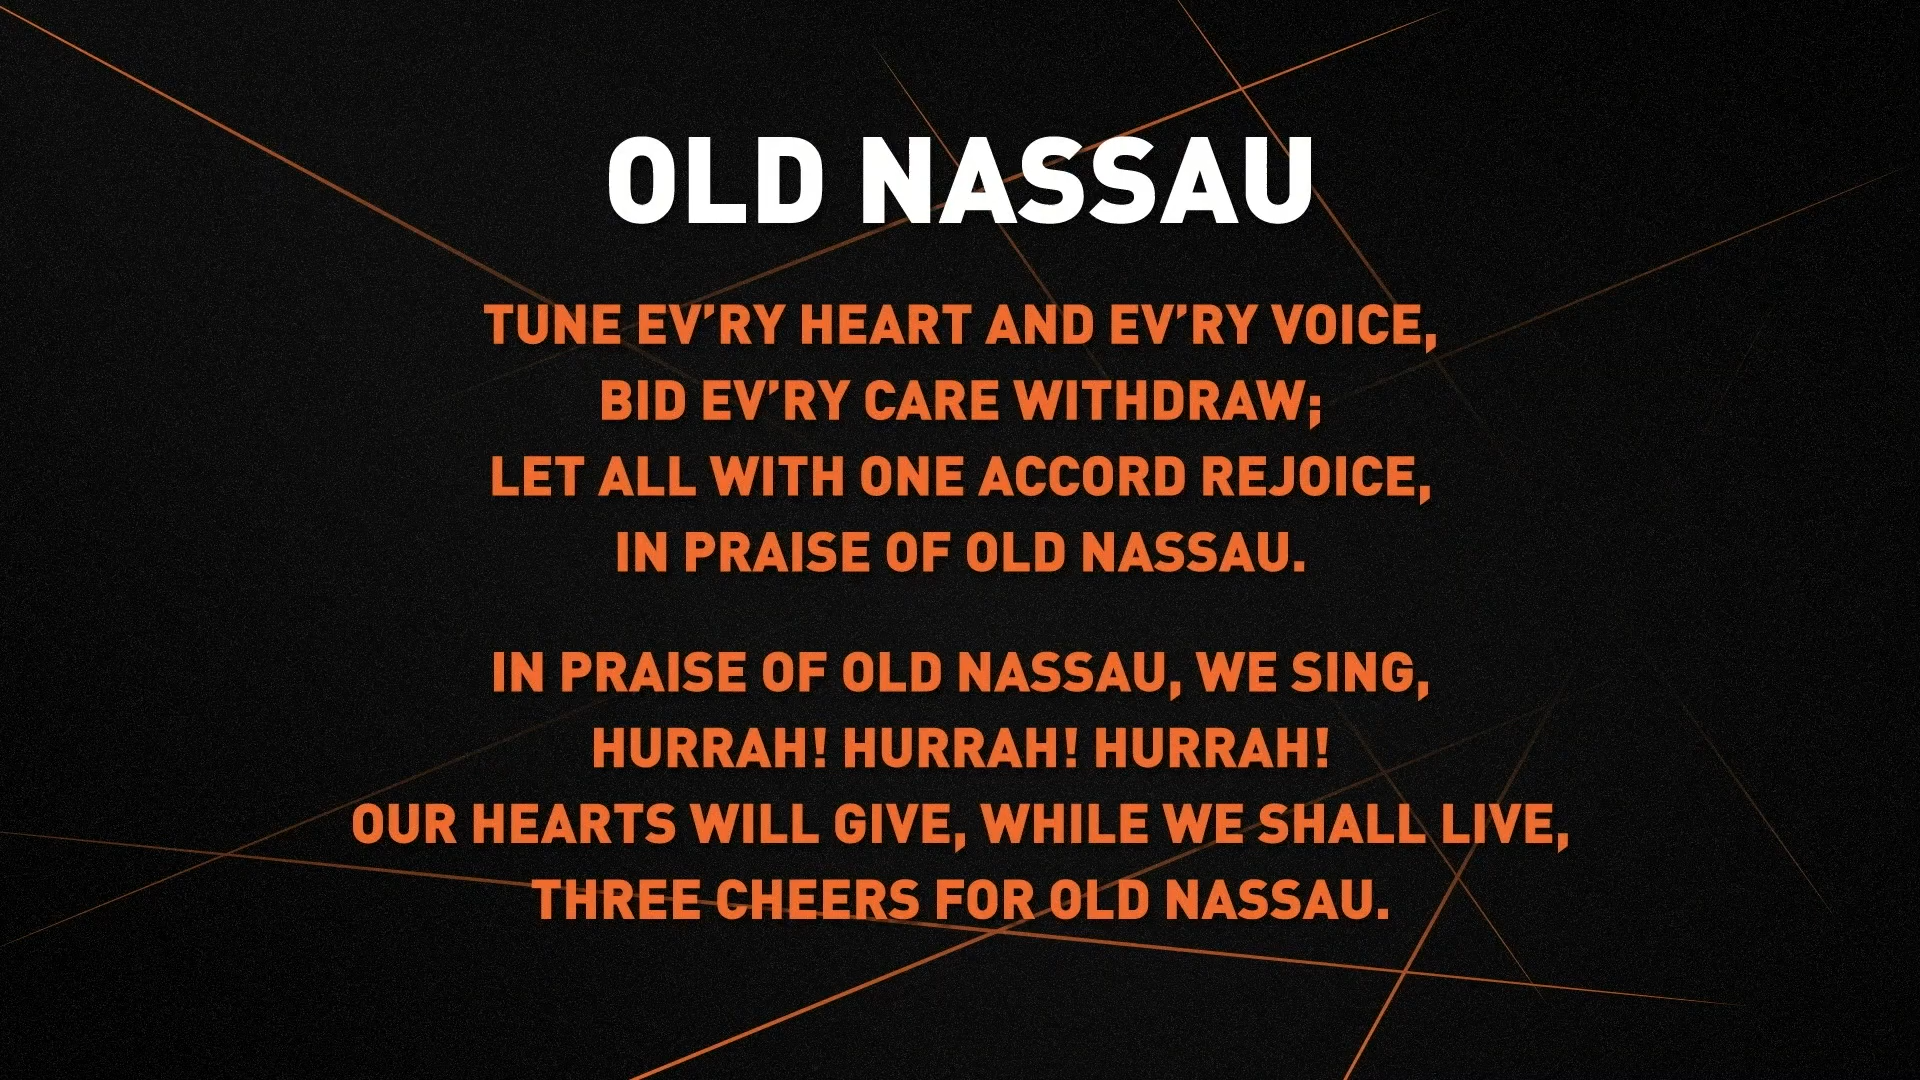 OLD NASSAU
TUNE EV’RY HEART AND EV’RY VOICE,
BID EV’RY CARE WITHDRAW;
LET ALL WITH ONE ACCORD REJOICE,
IN PRAISE OF OLD NASSAU.
IN PRAISE OF OLD NASSAU, WE SING,
HURRAH! HURRAH! HURRAH!
OUR HEARTS WILL GIVE, WHILE WE SHALL LIVE,
THREE CHEERS FOR OLD NASSAU.